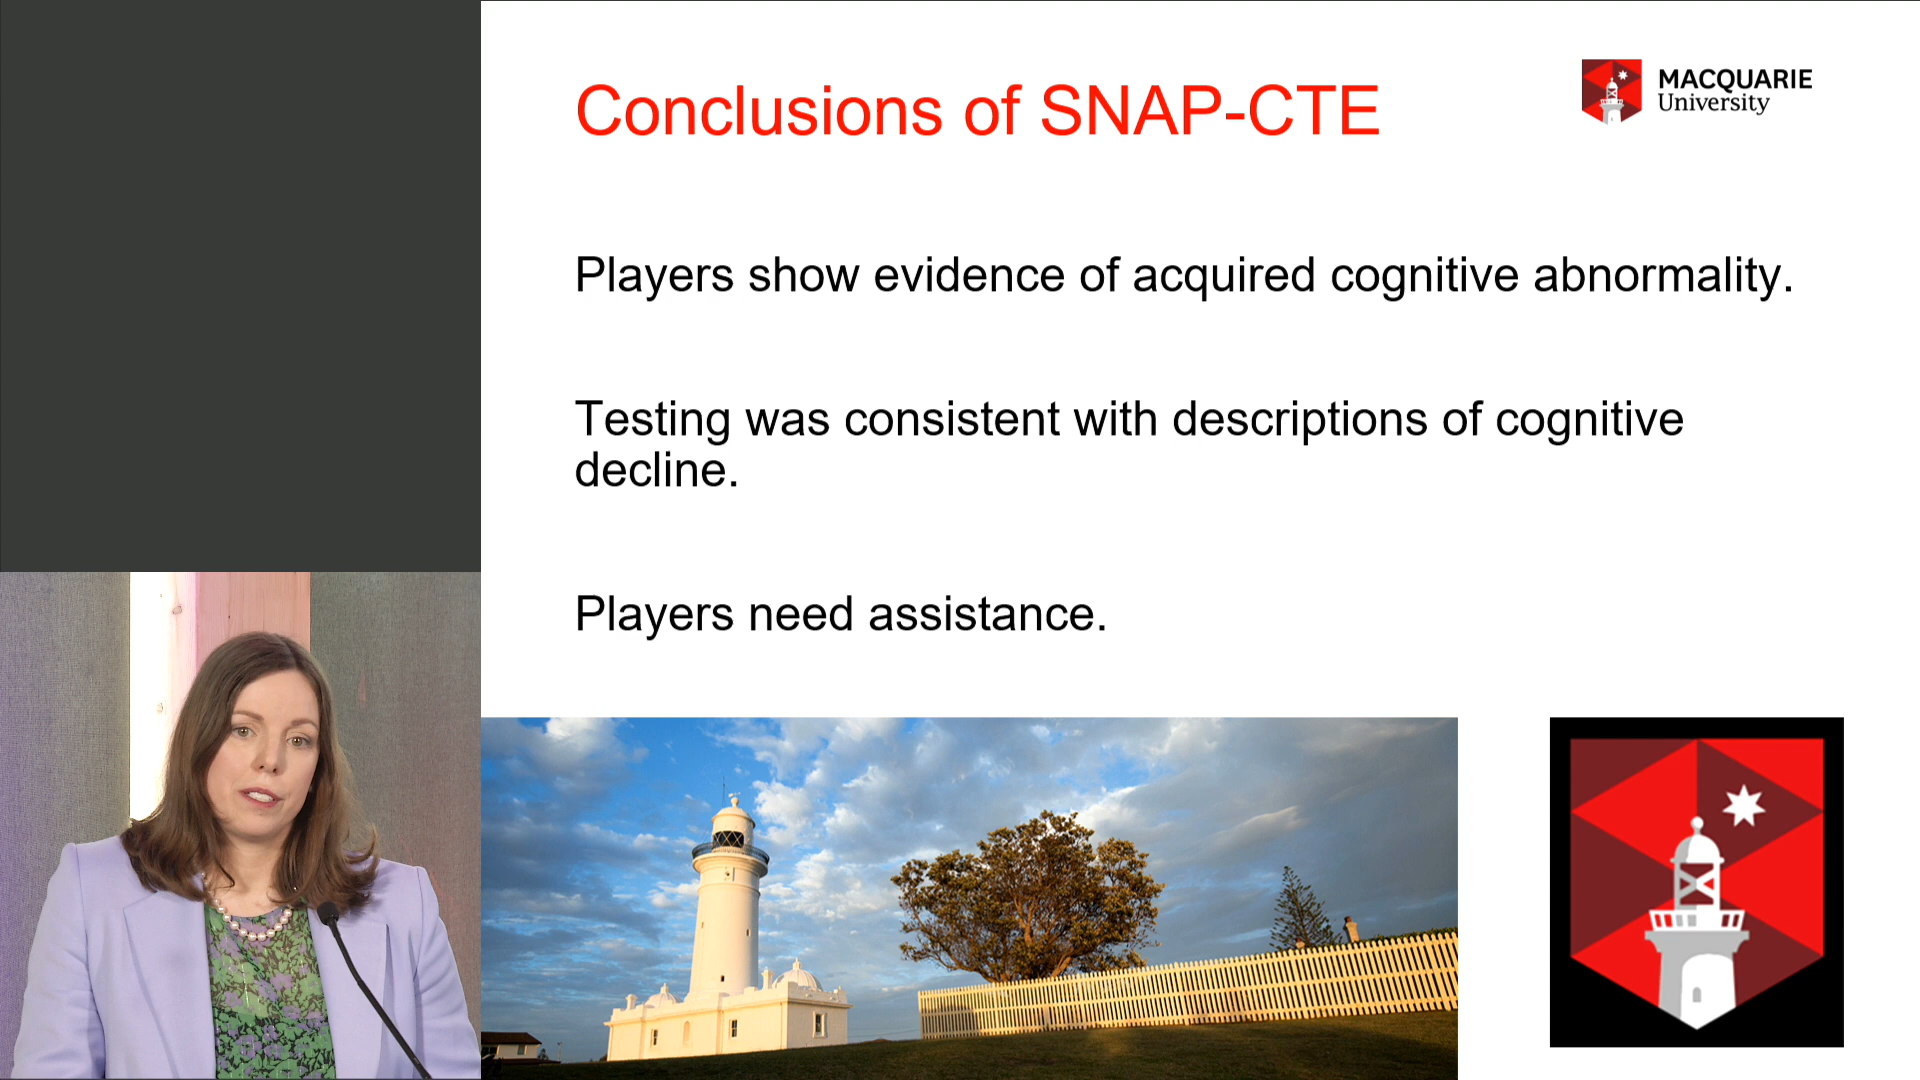 Conclusions of SNAP-CTE
MACQUARIE
University
Players show evidence of acquired cognitive abnormality.
Testing was consistent with descriptions of cognitive
decline.
Players need assistance.